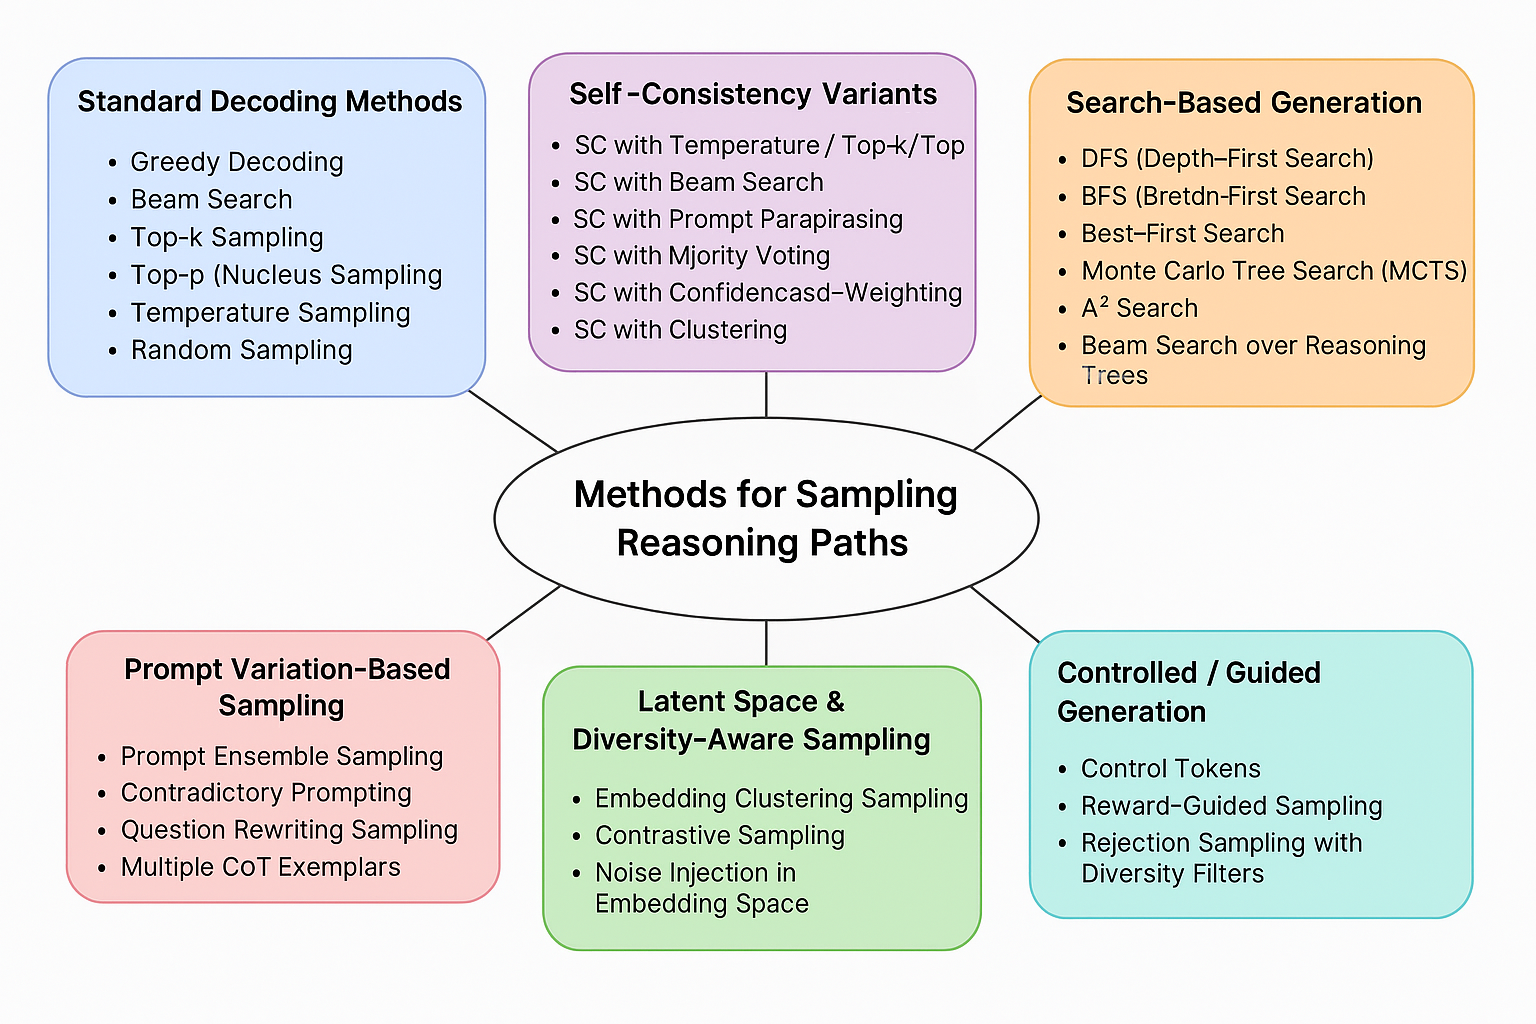 Standard Decoding Methods
• Greedy Decoding
• Beam Search
• Top-k Sampling
• Top-p (Nucleus Sampling
• Temperature Sampling
• Random Sampling
Self-Consistency Variants
• SC with Temperature / Top-k/Top
• SC with Beam Search
• SC with Prompt Parapirasing
• SC with Mjority Voting
• SC with Confidencasd-Weighting
• SC with Clustering
Search-Based Generation
• DFS (Depth-First Search)
• BFS (Bretdn-First Search
• Best-First Search
• Monte Carlo Tree Search (MCTS)
• A² Search
• Beam Search over Reasoning
Trees
Methods for Sampling
Reasoning Paths
Prompt Variation-Based
Sampling
• Prompt Ensemble Sampling
• Contradictory Prompting
• Question Rewriting Sampling
• Multiple CoT Exemplars
Latent Space &
Diversity-Aware Sampling
• Embedding Clustering Sampling
• Contrastive Sampling
• Noise Injection in
Embedding Space
Controlled / Guided
Generation
• Control Tokens
• Reward-Guided Sampling
• Rejection Sampling with
Diversity Filters